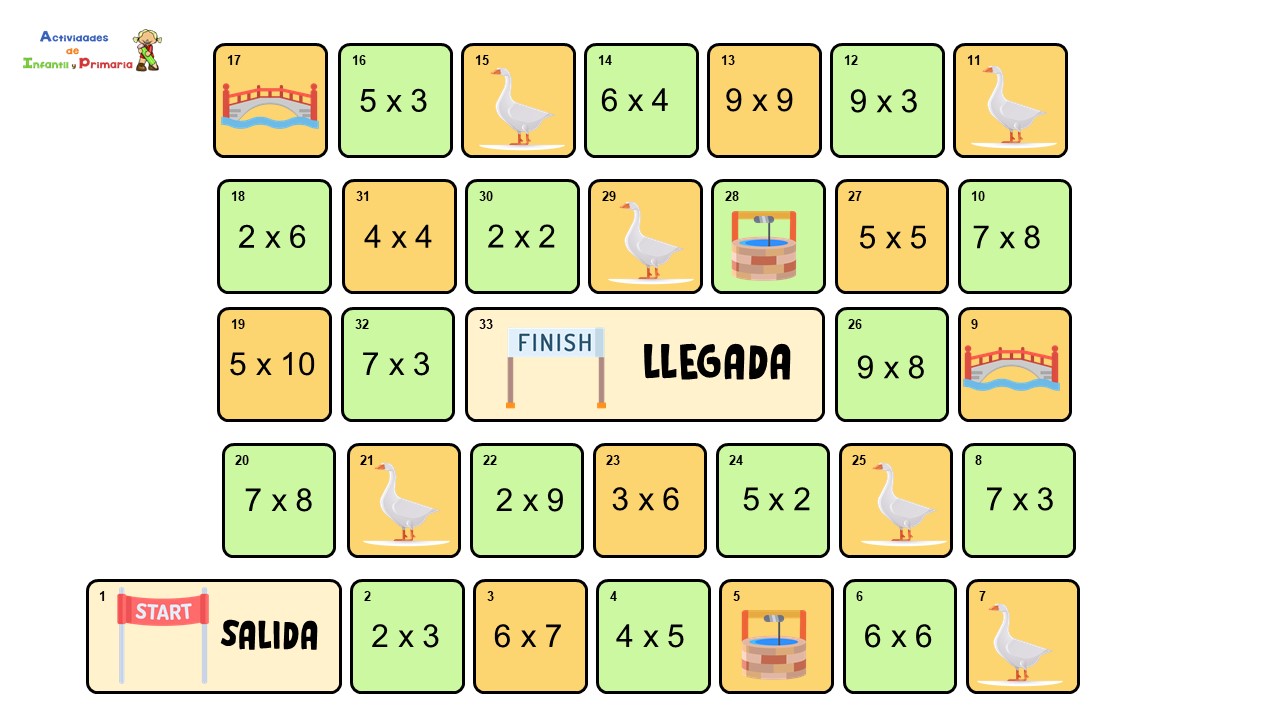 Actividades
de
Infantil y Primaria
17
16
5 x 3
15
14
6 x 4
13
9 x 9
12
9 x 3
11
18
2 x 6
31
4 x 4
30
2 x 2
29
28
27
5 x 5
10
7 x 8
19
5 x 10
32
7 x 3
33
FINISH
LLEGADA
26
9 x 8
9
20
7 x 8
21
22
2 x 9
23
3 x 6
24
5 x 2
25
8
7 x 3
1
START
SALIDA
2
2 x 3
3
6 x 7
4
4 x 5
5
6
6 x 6
7